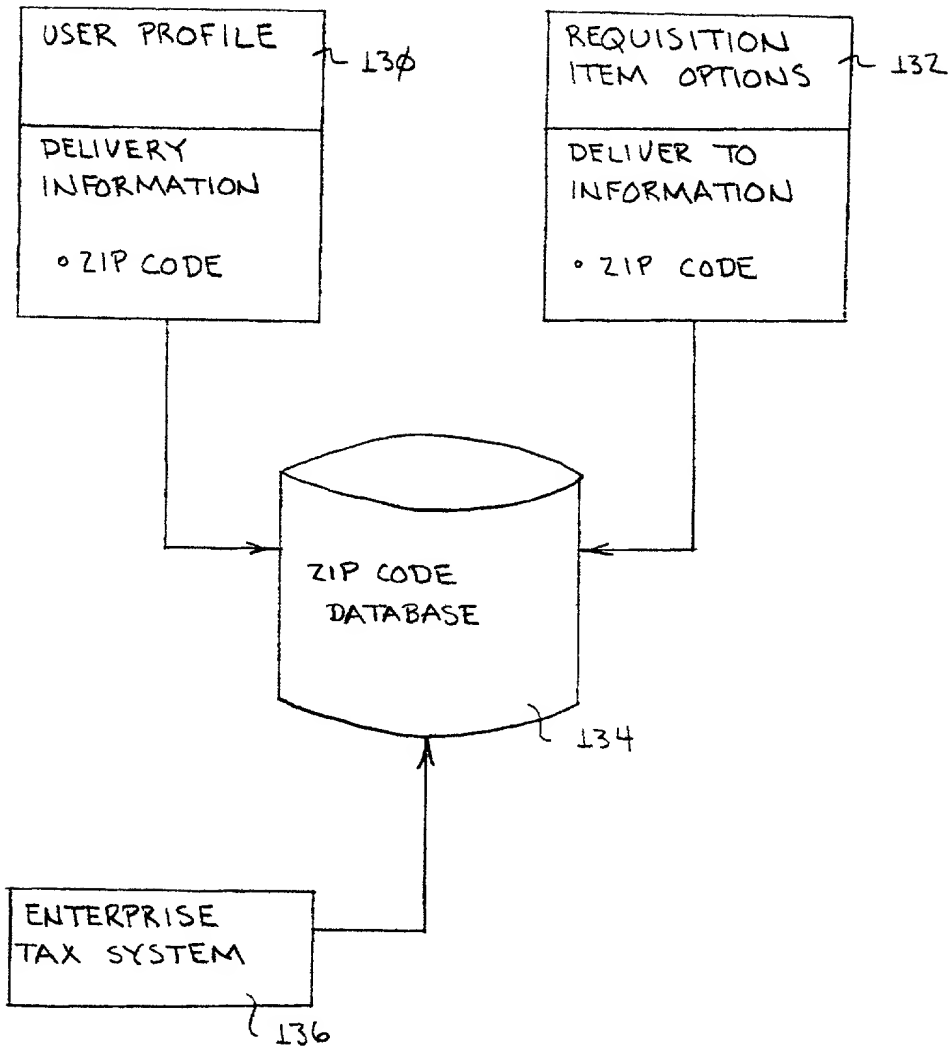 USER PROFILE
130
DELIVERY
INFORMATION
• ZIP CODE
REQUISITION
ITEM OPTIONS
132
DELIVER TO
INFORMATION
• ZIP CODE
ZIP CODE
DATABASE
134
ENTERPRISE
TAX SYSTEM
136